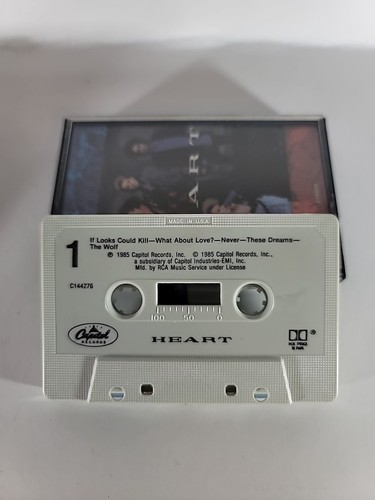 ART
MADE IN U.S.A.
1
If Looks Could Kill—What About Love?—Never—These Dreams—
The Wolf
℗ 1985 Capitol Records, Inc. © 1985 Capitol Records, Inc.,
a subsidiary of Capitol Industries-EMI, Inc.
Mfd. by RCA Music Service under License
C144276
100 50 0
Capitol
RECORDS
HEART